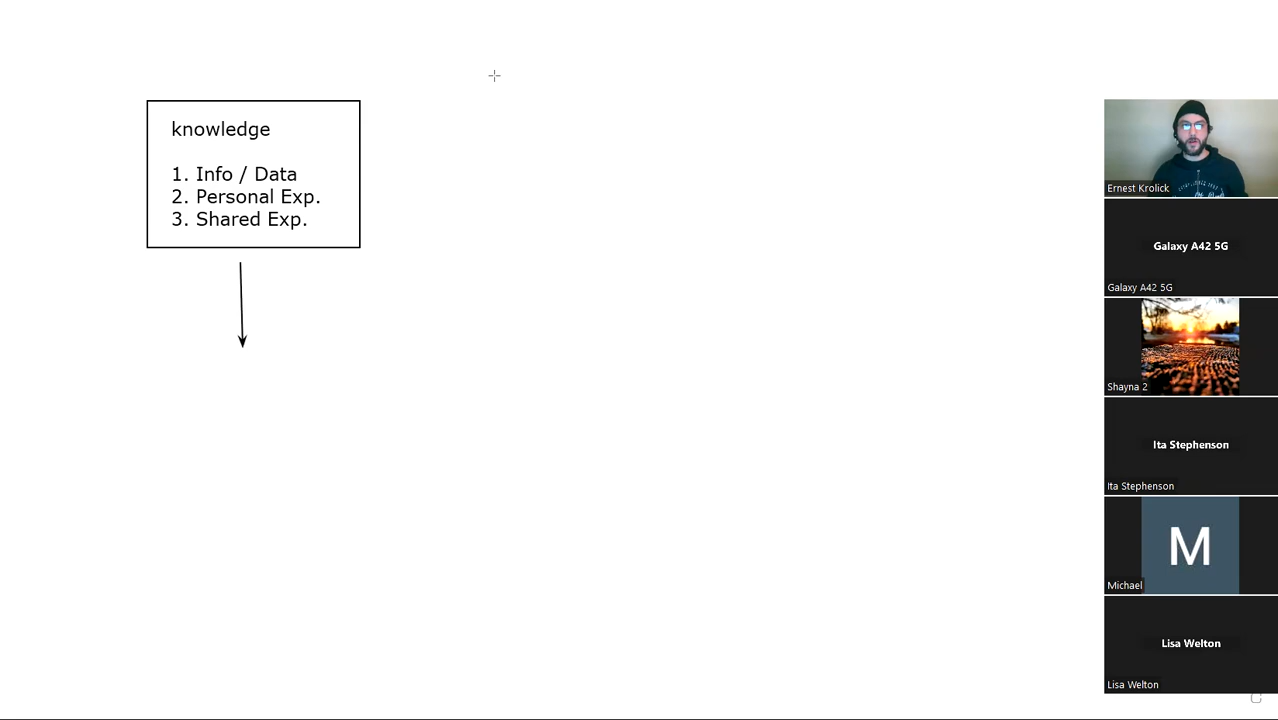 knowledge
1. Info / Data
2. Personal Exp.
3. Shared Exp.
Ernest Krolick
Galaxy A42 5G
Galaxy A42 5G
Shayna 2
Ita Stephenson
Ita Stephenson
M
Michael
Lisa Welton
Lisa Welton